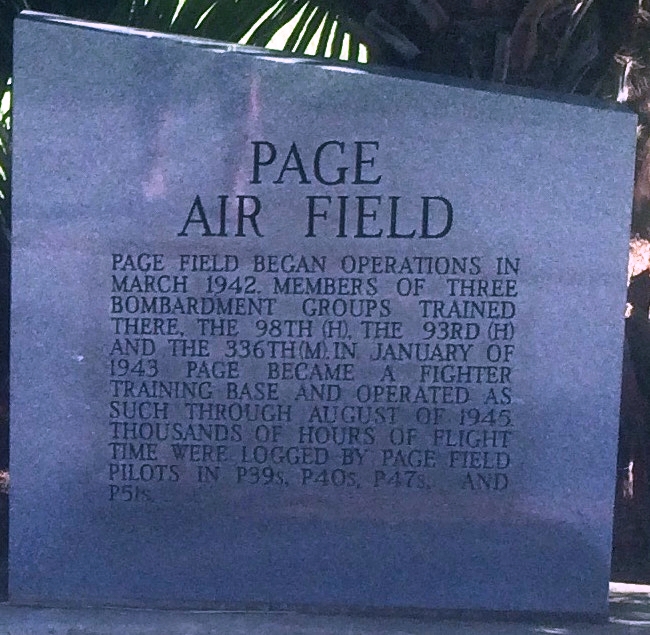 PAGE
AIR FIELD
PAGE FIELD BEGAN OPERATIONS IN
MARCH 1942. MEMBERS OF THREE
BOMBARDMENT GROUPS TRAINED
THERE, THE 98TH (H), THE 93RD (H)
AND THE 336TH (M). IN JANUARY OF
1943 PAGE BECAME A FIGHTER
TRAINING BASE AND OPERATED AS
SUCH THROUGH AUGUST OF 1945.
THOUSANDS OF HOURS OF FLIGHT
TIME WERE LOGGED BY PAGE FIELD
PILOTS IN P39s, P40s, P47s, AND
P51s.